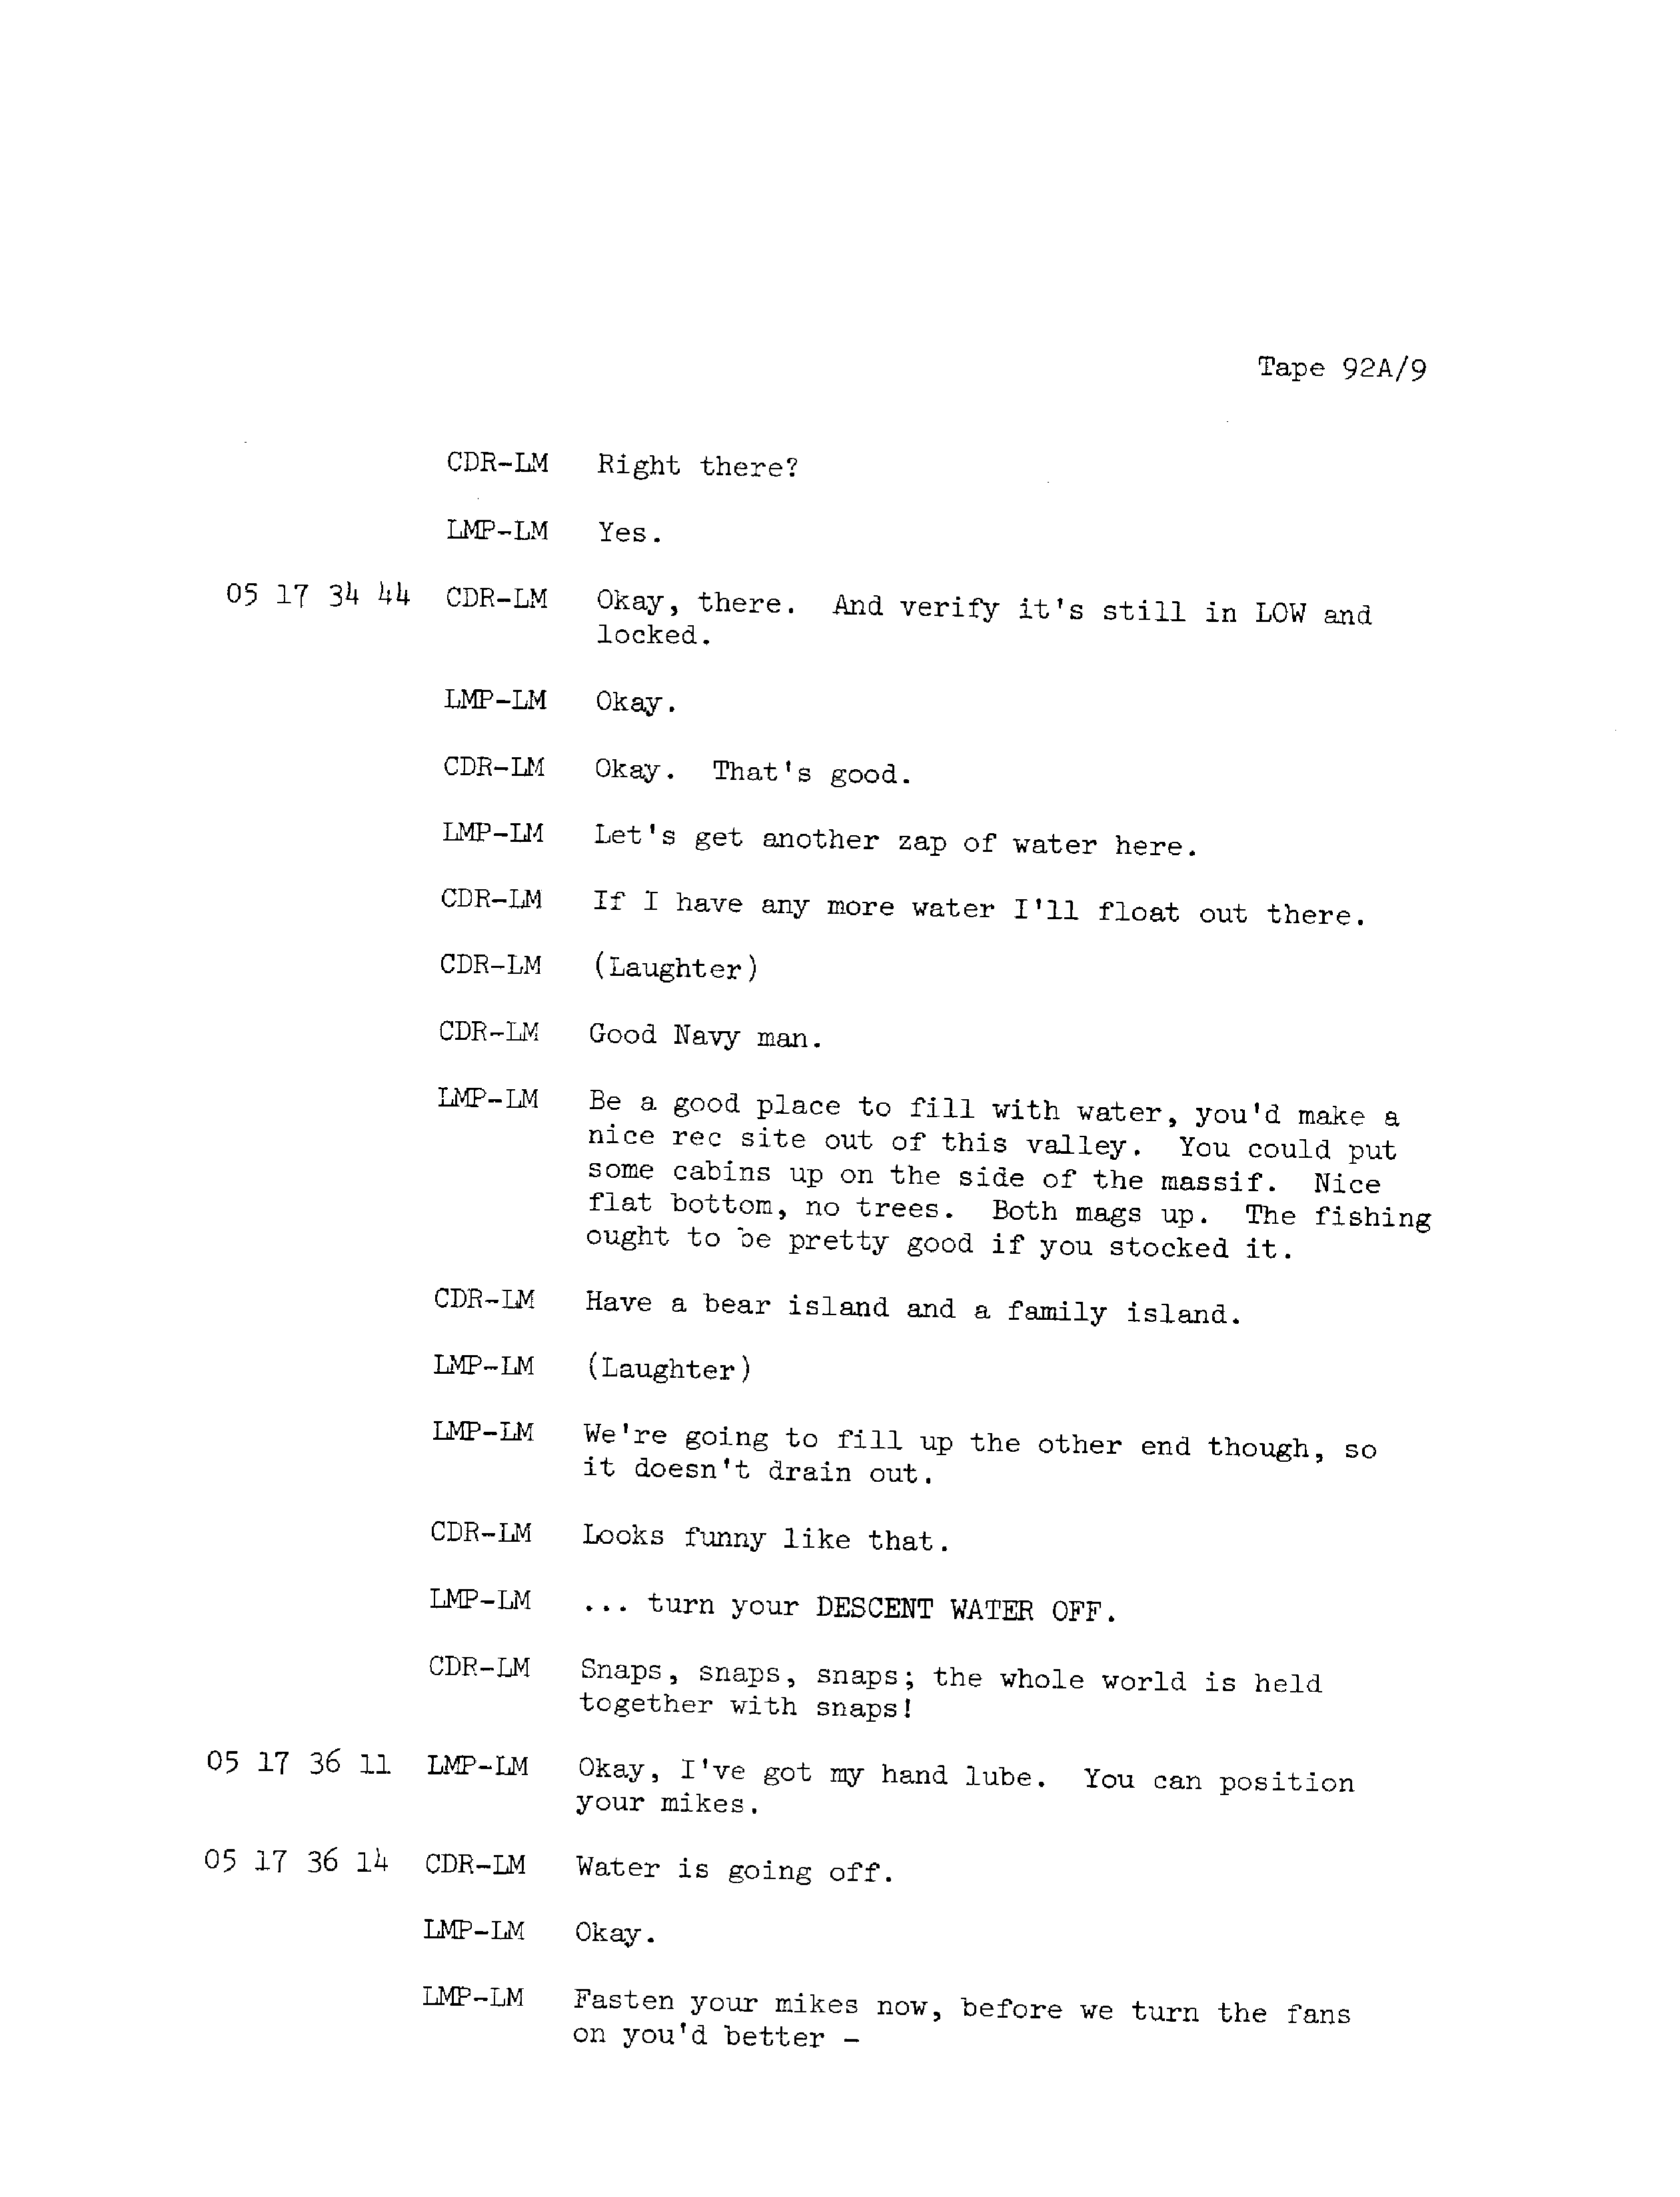 Tape 92A/9
CDR-LM Right there?
LMP-LM Yes.
05 17 34 44 CDR-LM Okay, there. And verify it's still in LOW and
locked.
LMP-LM Okay.
CDR-LM Okay. That's good.
LMP-LM Let's get another zap of water here.
CDR-LM If I have any more water I'll float out there.
CDR-LM (Laughter)
CDR-LM Good Navy man.
LMP-LM Be a good place to fill with water, you'd make a
nice rec site out of this valley. You could put
some cabins up on the side of the massif. Nice
flat bottom, no trees. Both mags up. The fishing
ought to be pretty good if you stocked it.
CDR-LM Have a bear island and a family island.
LMP-LM (Laughter)
LMP-LM We're going to fill up the other end though, so
it doesn't drain out.
CDR-LM Looks funny like that.
LMP-LM ... turn your DESCENT WATER OFF.
CDR-LM Snaps, snaps, snaps; the whole world is held
together with snaps!
05 17 36 11 LMP-LM Okay, I've got my hand lube. You can position
your mikes.
05 17 36 14 CDR-LM Water is going off.
LMP-LM Okay.
LMP-LM Fasten your mikes now, before we turn the fans
on you'd better -